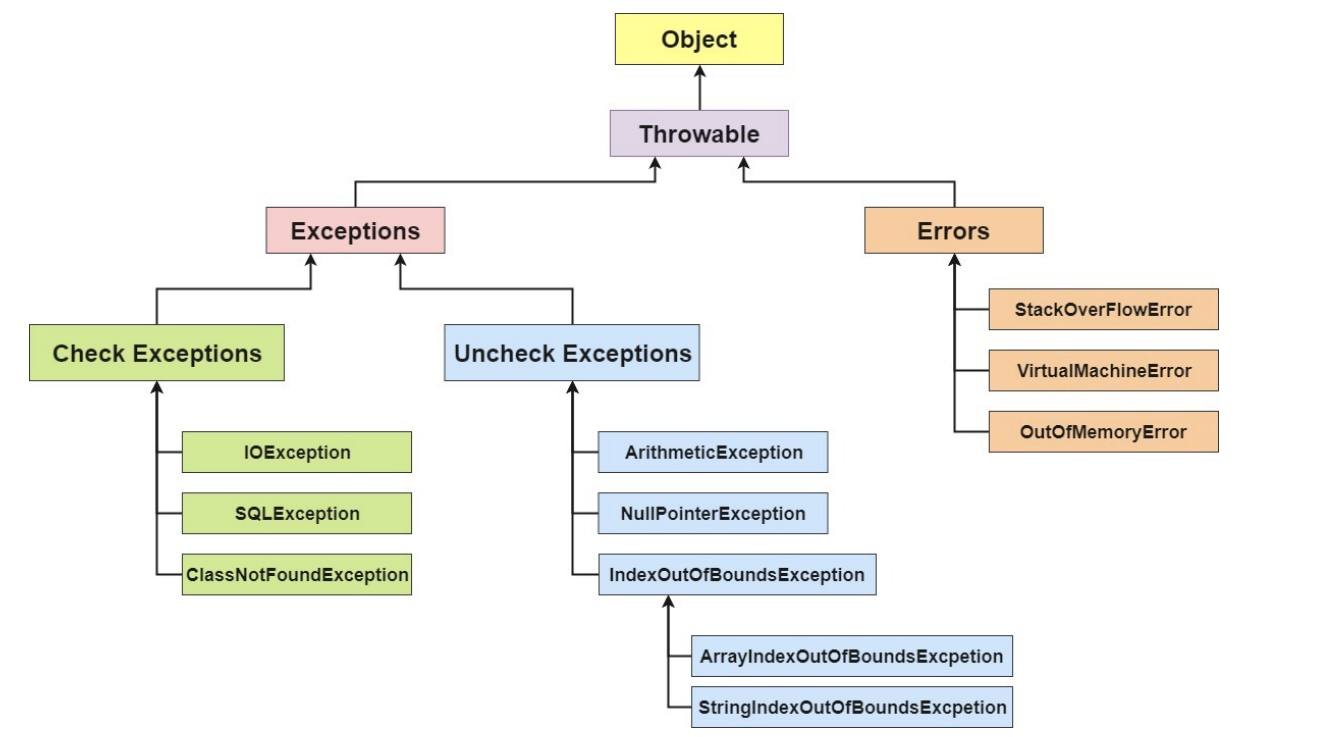 Object
Throwable
Exceptions
Errors
StackOverFlowError
Check Exceptions
Uncheck Exceptions
VirtualMachineError
OutOfMemoryError
IOException
ArithmeticException
SQLException
NullPointerException
ClassNotFoundException
IndexOutOfBoundsException
ArrayIndexOutOfBoundsExcpetion
StringIndexOutOfBoundsExcpetion